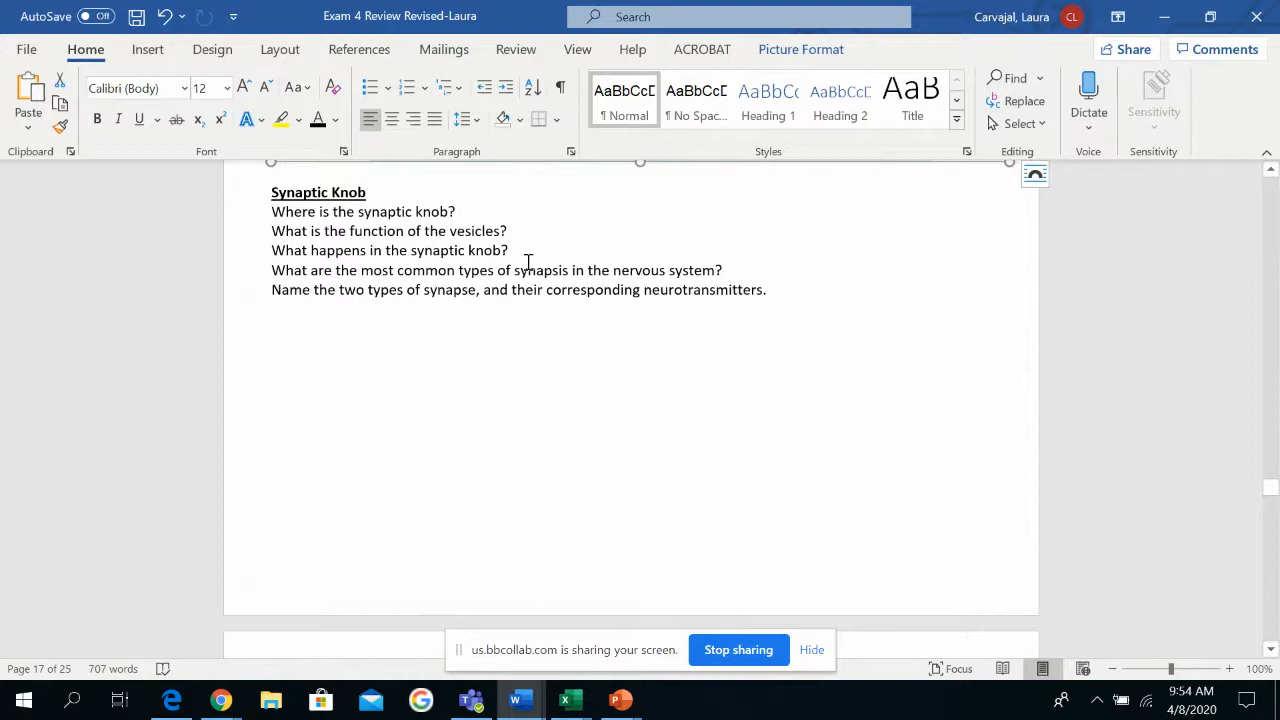 AutoSave Off
Exam 4 Review Revised-Laura
Search
Carvajal, Laura CL
File Home Insert Design Layout References Mailings Review View Help ACROBAT Picture Format Share Comments
Paste
Calibri (Body) 12
AaBbCcD AaBbCcD AaBbCc AaBbCcD AaB
¶ Normal ¶ No Spac... Heading 1 Heading 2 Title
Find
Replace
Select
Dictate
Sensitivity
Clipboard Font Paragraph Styles Editing Voice Sensitivity
Synaptic Knob
Where is the synaptic knob?
What is the function of the vesicles?
What happens in the synaptic knob?
What are the most common types of synapsis in the nervous system?
Name the two types of synapse, and their corresponding neurotransmitters.
us.bbcollab.com is sharing your screen. Stop sharing Hide
Page 17 of 25 707 words Focus 100%
9:54 AM
4/8/2020